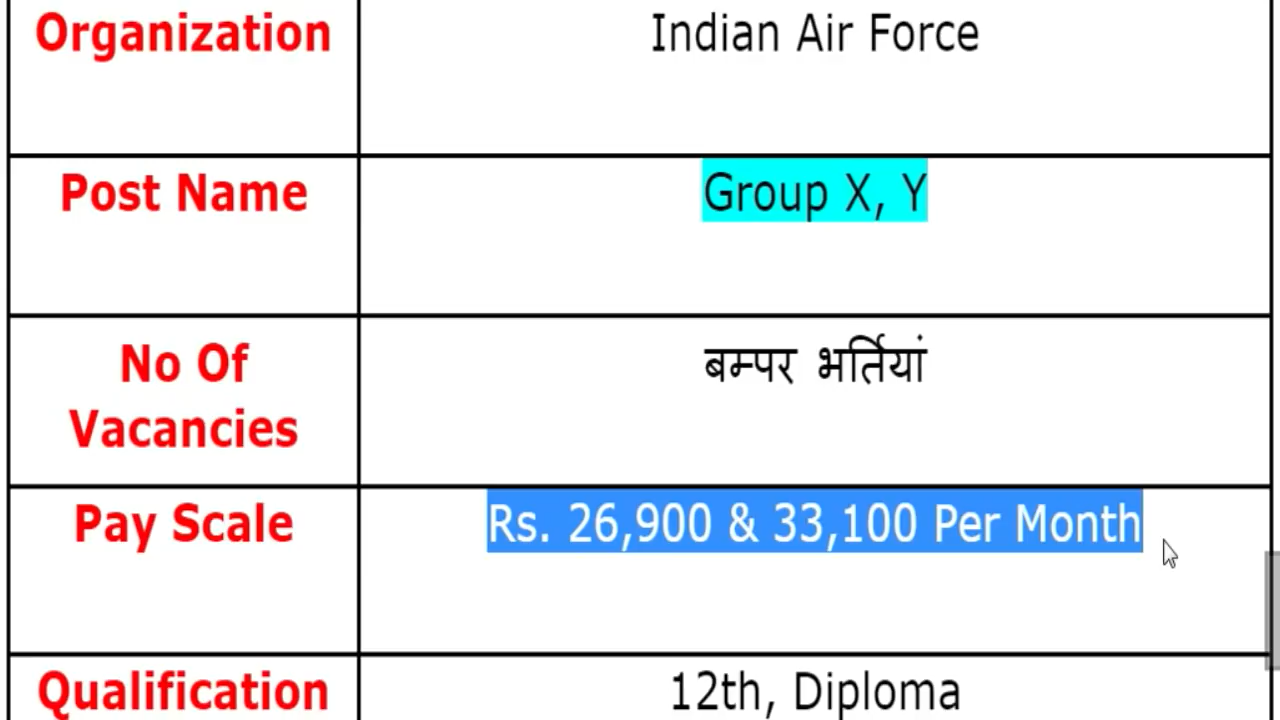 Organization Indian Air Force
Post Name Group X, Y
No Of
Vacancies
बम्पर भर्तियां
Pay Scale Rs. 26,900 & 33,100 Per Month
Qualification 12th, Diploma